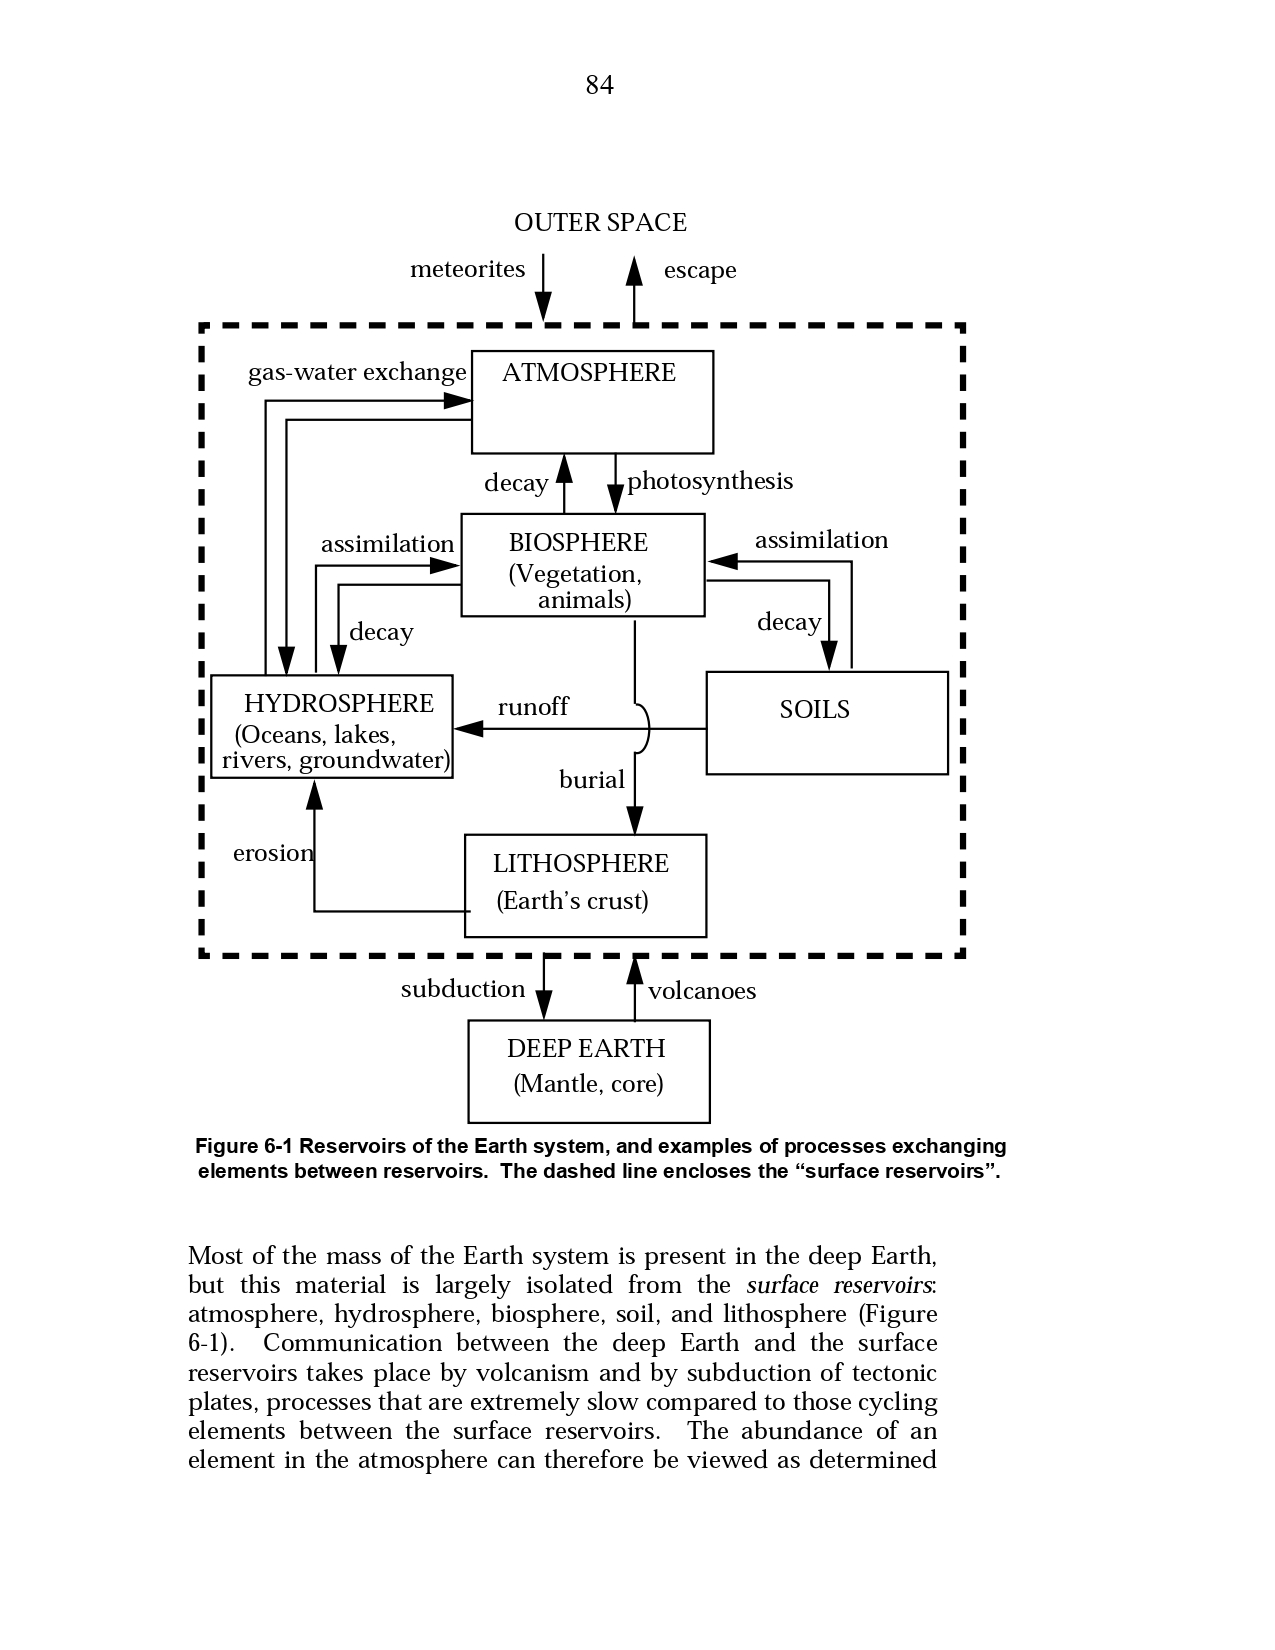 84
OUTER SPACE
meteorites
escape
gas-water exchange
ATMOSPHERE
decay
photosynthesis
assimilation
BIOSPHERE
(Vegetation,
animals)
assimilation
decay
decay
HYDROSPHERE
(Oceans, lakes,
rivers, groundwater)
runoff
SOILS
burial
erosion
LITHOSPHERE
(Earth’s crust)
subduction
volcanoes
DEEP EARTH
(Mantle, core)
Figure 6-1 Reservoirs of the Earth system, and examples of processes exchanging
elements between reservoirs. The dashed line encloses the “surface reservoirs”.
Most of the mass of the Earth system is present in the deep Earth,
but this material is largely isolated from the surface reservoirs:
atmosphere, hydrosphere, biosphere, soil, and lithosphere (Figure
6-1). Communication between the deep Earth and the surface
reservoirs takes place by volcanism and by subduction of tectonic
plates, processes that are extremely slow compared to those cycling
elements between the surface reservoirs. The abundance of an
element in the atmosphere can therefore be viewed as determined